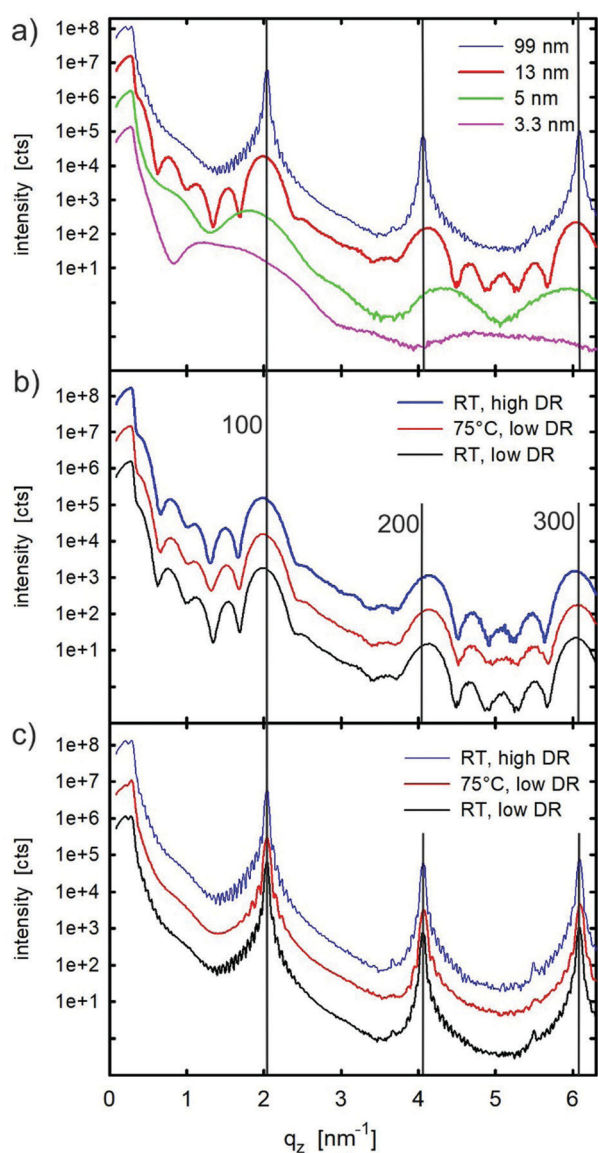 a)
1e+8
1e+7
1e+6
1e+5
1e+4
1e+3
1e+2
1e+1
intensity [cts]
99 nm
13 nm
5 nm
3.3 nm
b)
1e+8
1e+7
1e+6
1e+5
1e+4
1e+3
1e+2
1e+1
intensity [cts]
RT, high DR
75°C, low DR
RT, low DR
100
200
300
c)
1e+8
1e+7
1e+6
1e+5
1e+4
1e+3
1e+2
1e+1
intensity [cts]
RT, high DR
75°C, low DR
RT, low DR
0 1 2 3 4 5 6
qz [nm-1]